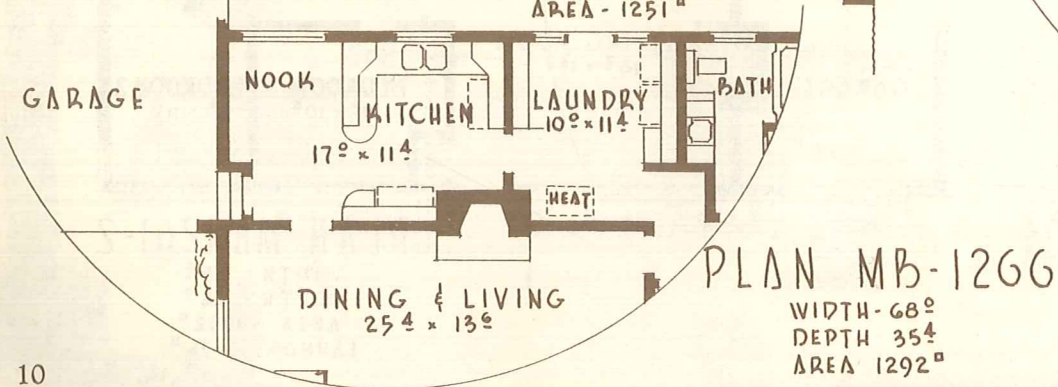 AREA - 1251□
GARAGE
NOOK
KITCHEN
17⁰ x 11⁴
LAUNDRY
10⁰ x 11⁴
BATH
HEAT
DINING & LIVING
25⁴ x 13⁶
PLAN MB-1266
WIDTH - 68⁰
DEPTH 35⁴
AREA 1292□
10